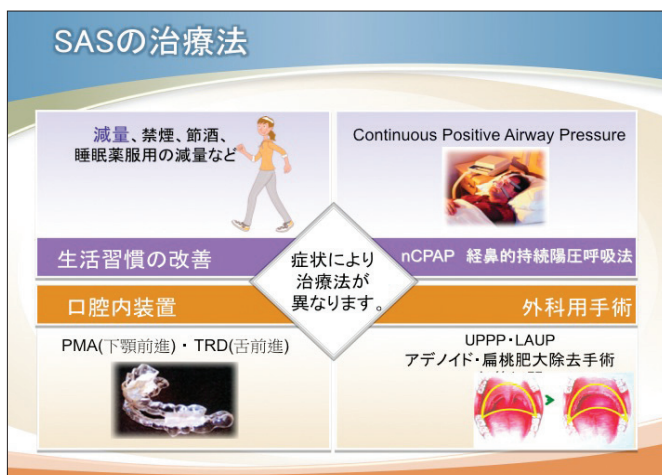 SASの治療法
減量、禁煙、節酒、
睡眠薬服用の減量など
生活習慣の改善
Continuous Positive Airway Pressure
nCPAP 経鼻的持続陽圧呼吸法
症状により
治療法が
異なります。
口腔内装置
PMA(下顎前進)・TRD(舌前進)
外科用手術
UPPP・LAUP
アデノイド・扁桃肥大除去手術